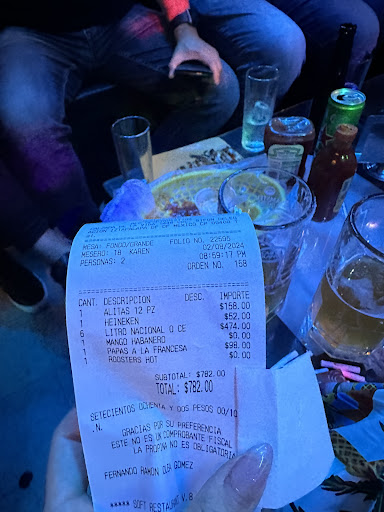 MESA: FONDO/GRANDE FOLIO NO. 22595
MESERO: 18 KAREN 02/08/2024
PERSONAS: 2 08:59:17 PM
ORDEN NO. 158
CANT. DESCRIPCION DESC. IMPORTE
1 ALITAS 12 PZ $158.00
1 HEINEKEN $52.00
6 LITRO NACIONAL O CE $474.00
1 MANGO HABANERO $0.00
1 PAPAS A LA FRANCESA $98.00
1 ROOSTERS HOT $0.00
SUBTOTAL: $782.00
TOTAL: $782.00
SETECIENTOS OCHENTA Y DOS PESOS 00/10
.N.
GRACIAS POR SU PREFERENCIA
ESTE NO ES UN COMPROBANTE FISCAL
LA PROPINA NO ES OBLIGATORIA
FERNANDO RAMON GOMEZ
***** SOFT RESTAURANT V.8